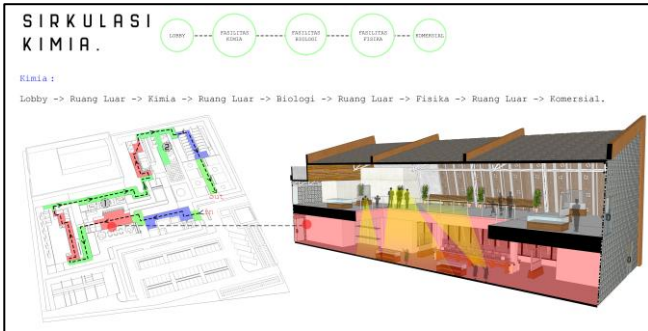 SIRKULASI
KIMIA.
LOBBY
FASILITAS
KIMIA
FASILITAS
BIOLOGI
FASILITAS
FISIKA
KOMERSIAL
Kimia :
Lobby -> Ruang Luar -> Kimia -> Ruang Luar -> Biologi -> Ruang Luar -> Fisika -> Ruang Luar -> Komersial.
out